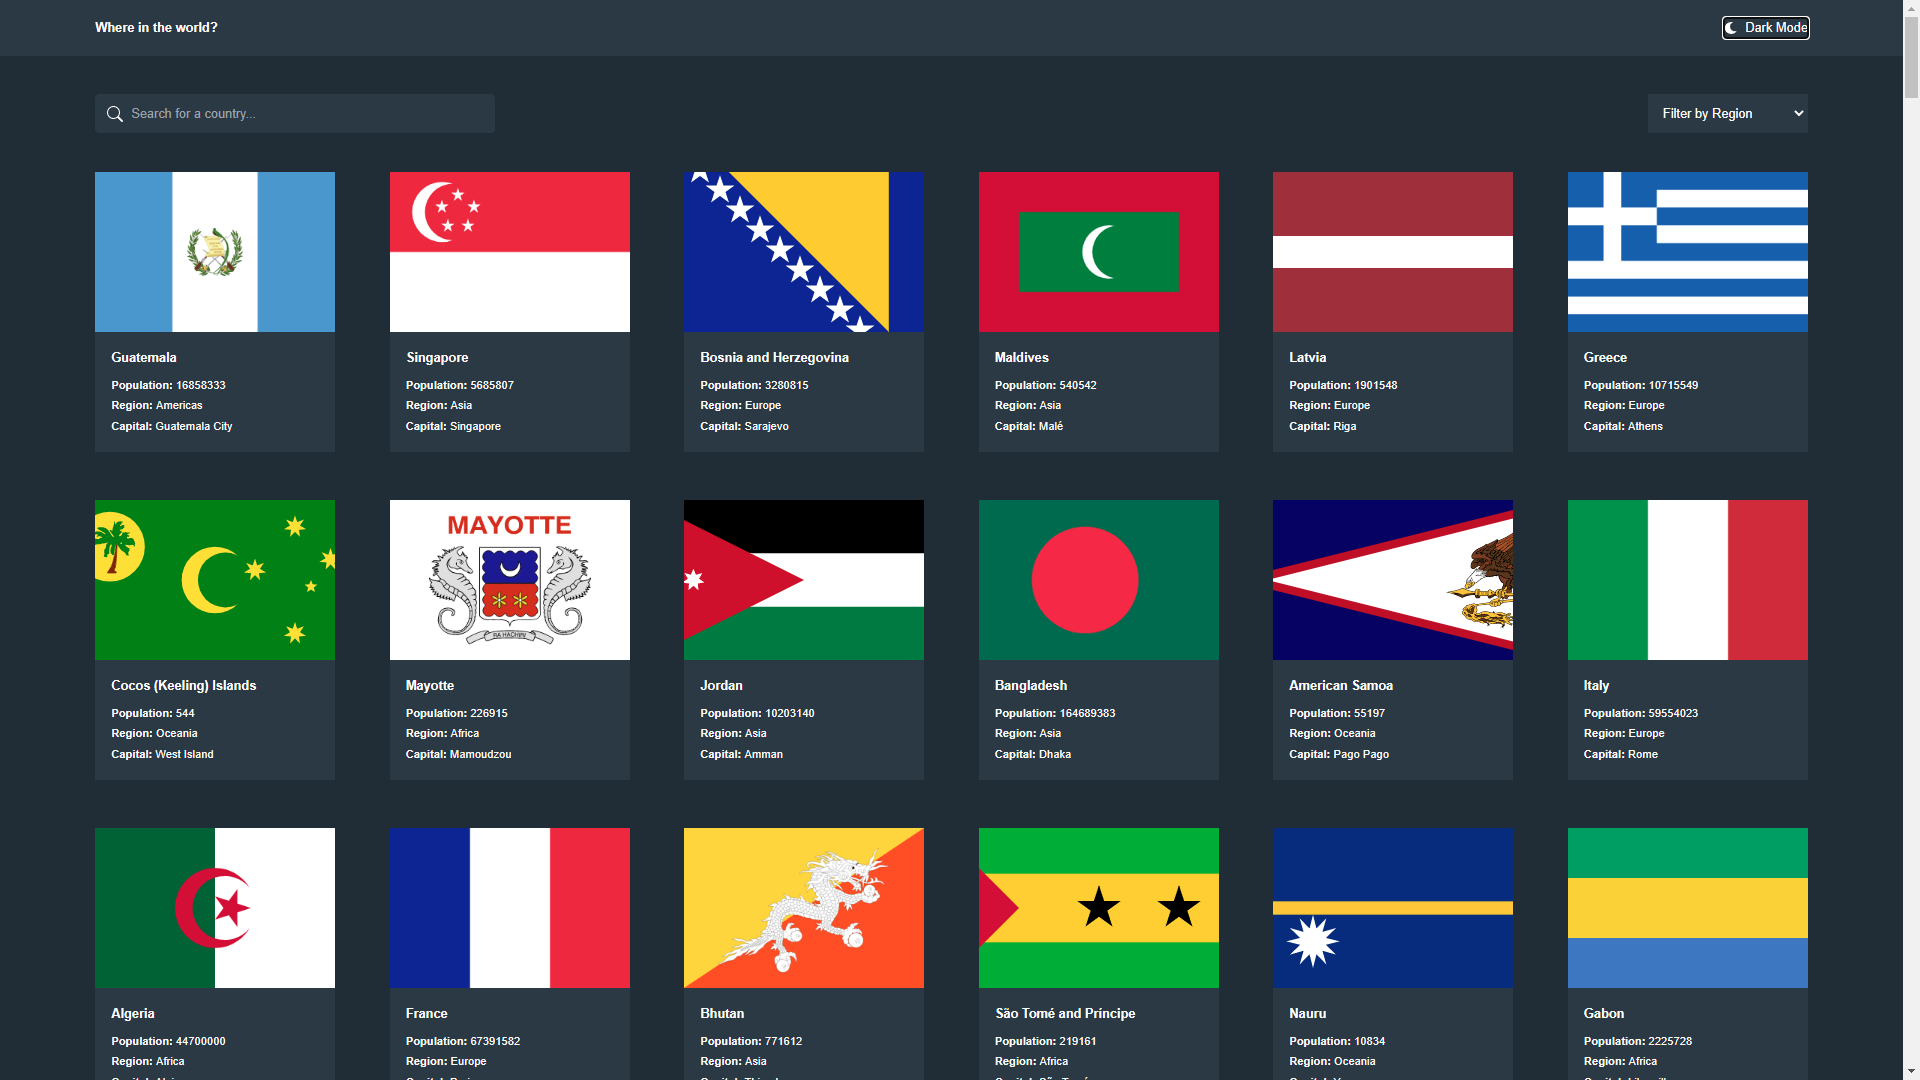 Where in the world?
Dark Mode
Search for a country...
Filter by Region
Guatemala
Population: 16858333
Region: Americas
Capital: Guatemala City
Singapore
Population: 5685807
Region: Asia
Capital: Singapore
Bosnia and Herzegovina
Population: 3280815
Region: Europe
Capital: Sarajevo
Maldives
Population: 540542
Region: Asia
Capital: Malé
Latvia
Population: 1901548
Region: Europe
Capital: Riga
Greece
Population: 10715549
Region: Europe
Capital: Athens
Cocos (Keeling) Islands
Population: 544
Region: Oceania
Capital: West Island
MAYOTTE
RA HACHIRI
Mayotte
Population: 226915
Region: Africa
Capital: Mamoudzou
Jordan
Population: 10203140
Region: Asia
Capital: Amman
Bangladesh
Population: 164689383
Region: Asia
Capital: Dhaka
American Samoa
Population: 55197
Region: Oceania
Capital: Pago Pago
Italy
Population: 59554023
Region: Europe
Capital: Rome
Algeria
Population: 44700000
Region: Africa
France
Population: 67391582
Region: Europe
Bhutan
Population: 771612
Region: Asia
São Tomé and Príncipe
Population: 219161
Region: Africa
Nauru
Population: 10834
Region: Oceania
Gabon
Population: 2225728
Region: Africa